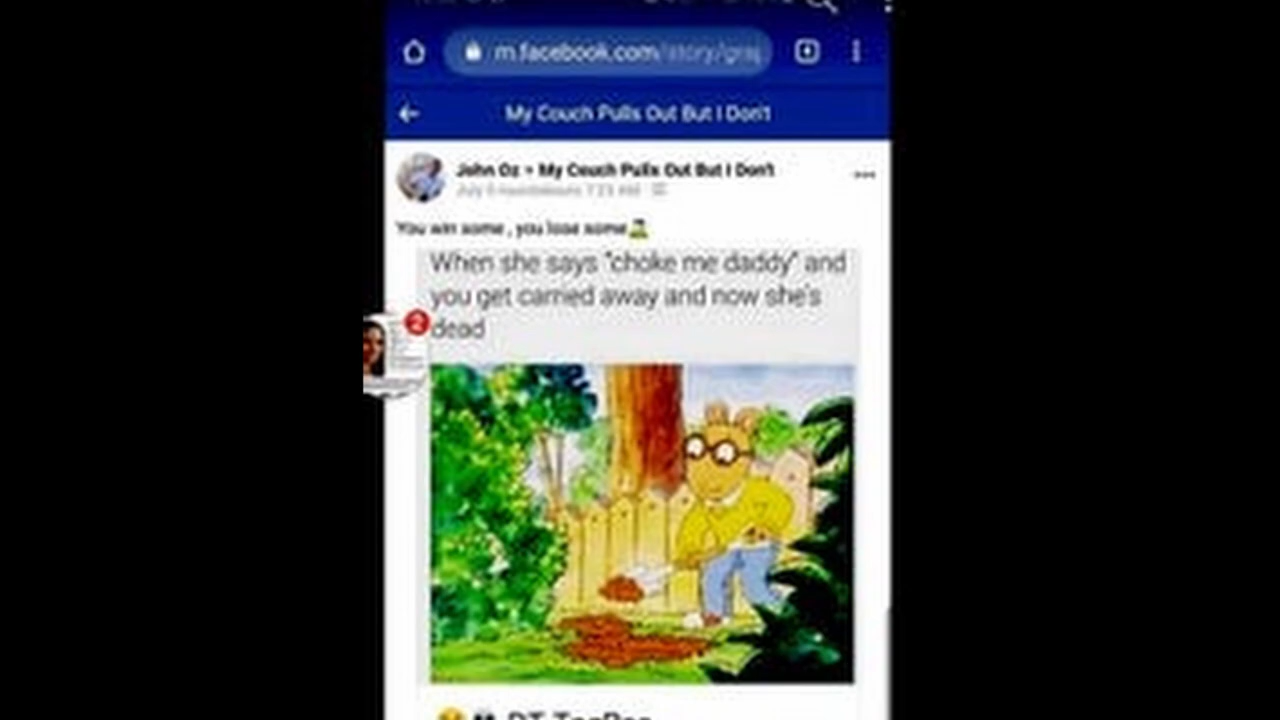 m.facebook.com/story/grap
My Couch Pulls Out But I Don't
John Oz ▸ My Couch Pulls Out But I Don't
You win some , you lose some
When she says "choke me daddy" and
you get carried away and now she's
dead
2